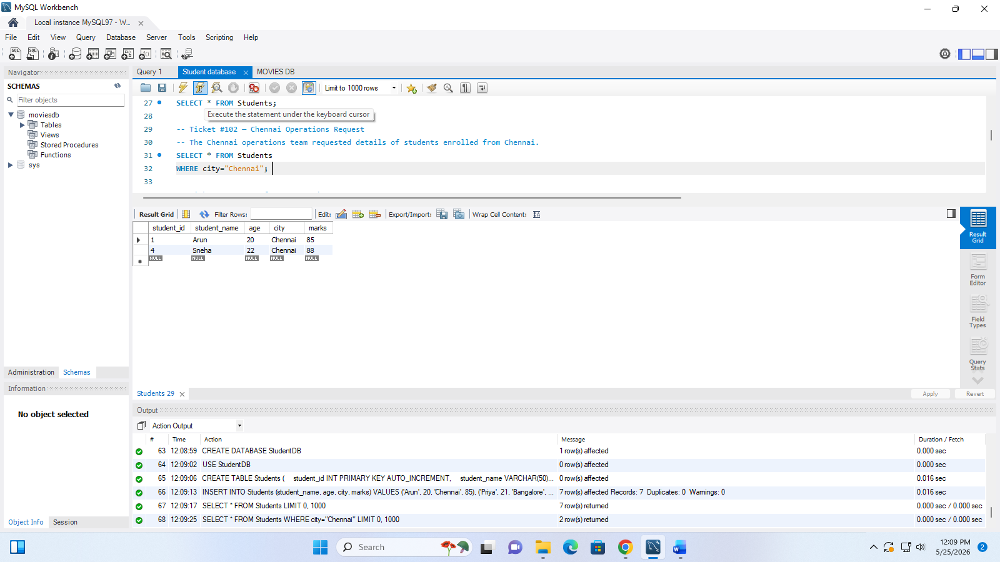 MySQL Workbench
Local instance MySQL97 - W...
File Edit View Query Database Server Tools Scripting Help
Navigator
SCHEMAS
Filter objects
moviesdb
Tables
Views
Stored Procedures
Functions
sys
Administration Schemas
Information
No object selected
Object Info Session
Query 1 Student database MOVIES DB
Limit to 1000 rows
27 SELECT * FROM Students;
Execute the statement under the keyboard cursor
28
29 -- Ticket #102 – Chennai Operations Request
30 -- The Chennai operations team requested details of students enrolled from Chennai.
31 SELECT * FROM Students
32 WHERE city="Chennai";
33
Result Grid Filter Rows: Edit: Export/Import: Wrap Cell Content:
student_id student_name age city marks
1 Arun 20 Chennai 85
4 Sneha 22 Chennai 88
NULL NULL NULL NULL NULL
Result Grid
Form Editor
Field Types
Query Stats
Students 29 Apply Revert
Output
Action Output
# Time Action Message Duration / Fetch
63 12:08:59 CREATE DATABASE StudentDB 1 row(s) affected 0.000 sec
64 12:09:02 USE StudentDB 0 row(s) affected 0.000 sec
65 12:09:06 CREATE TABLE Students ( student_id INT PRIMARY KEY AUTO_INCREMENT, student_name VARCHAR(50)... 0 row(s) affected 0.016 sec
66 12:09:13 INSERT INTO Students (student_name, age, city, marks) VALUES ('Arun', 20, 'Chennai', 85), ('Priya', 21, 'Bangalore', ... 7 row(s) affected Records: 7 Duplicates: 0 Warnings: 0 0.016 sec
67 12:09:17 SELECT * FROM Students LIMIT 0, 1000 7 row(s) returned 0.000 sec / 0.000 sec
68 12:09:25 SELECT * FROM Students WHERE city="Chennai" LIMIT 0, 1000 2 row(s) returned 0.000 sec / 0.000 sec
Search
12:09 PM
5/25/2026
2